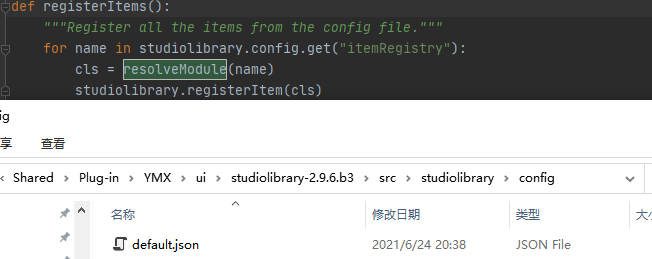 def registerItems():
"""Register all the items from the config file."""
for name in studiolibrary.config.get("itemRegistry"):
cls = resolveModule(name)
studiolibrary.registerItem(cls)
ig
享 查看
Shared > Plug-in > YMX > ui > studiolibrary-2.9.6.b3 > src > studiolibrary > config
名称 修改日期 类型 大小
default.json 2021/6/24 20:38 JSON File